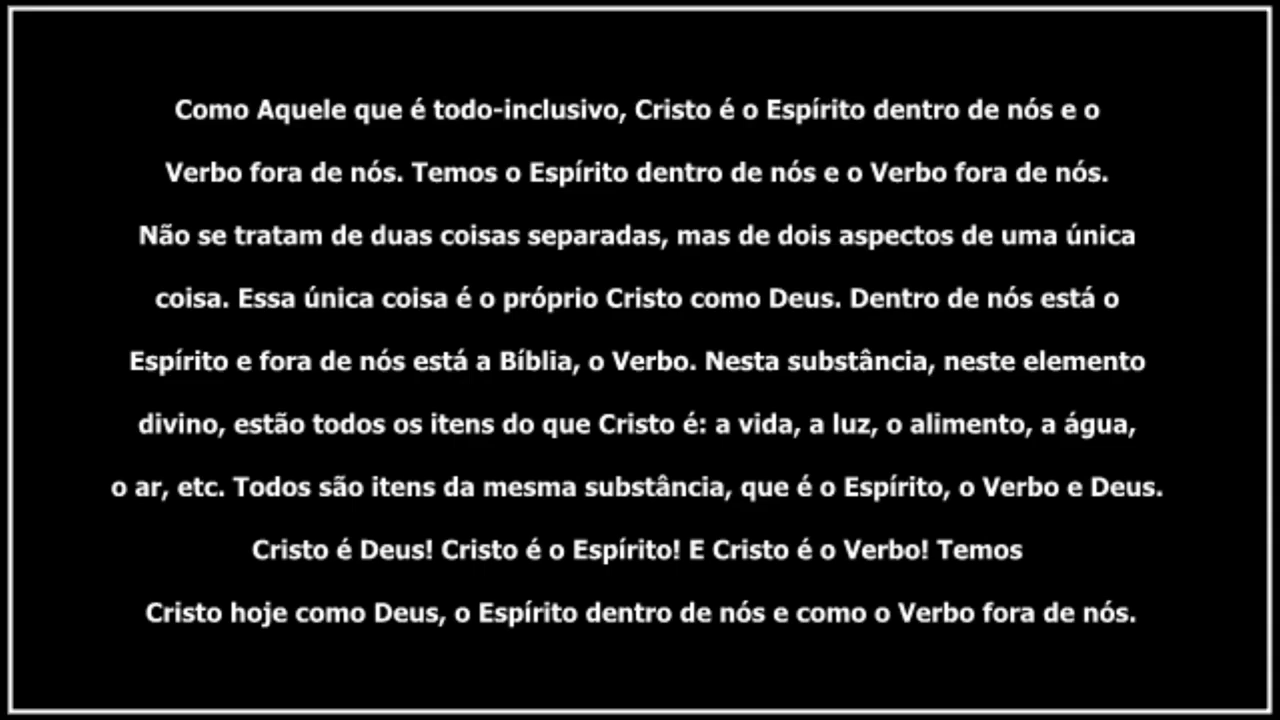 Como Aquele que é todo-inclusivo, Cristo é o Espírito dentro de nós e o
Verbo fora de nós. Temos o Espírito dentro de nós e o Verbo fora de nós.
Não se tratam de duas coisas separadas, mas de dois aspectos de uma única
coisa. Essa única coisa é o próprio Cristo como Deus. Dentro de nós está o
Espírito e fora de nós está a Bíblia, o Verbo. Nesta substância, neste elemento
divino, estão todos os itens do que Cristo é: a vida, a luz, o alimento, a água,
o ar, etc. Todos são itens da mesma substância, que é o Espírito, o Verbo e Deus.
Cristo é Deus! Cristo é o Espírito! E Cristo é o Verbo! Temos
Cristo hoje como Deus, o Espírito dentro de nós e como o Verbo fora de nós.